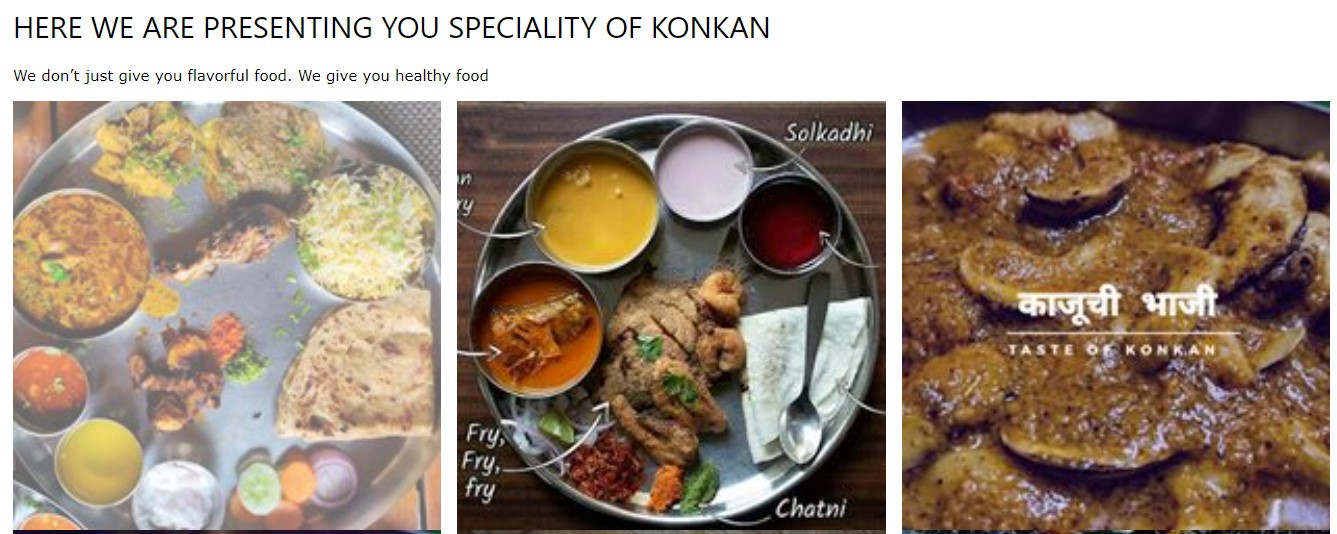 HERE WE ARE PRESENTING YOU SPECIALITY OF KONKAN
We don’t just give you flavorful food. We give you healthy food
Solkadhi
Fry,
Fry,
fry
Chatni
काजूची भाजी
TASTE OF KONKAN